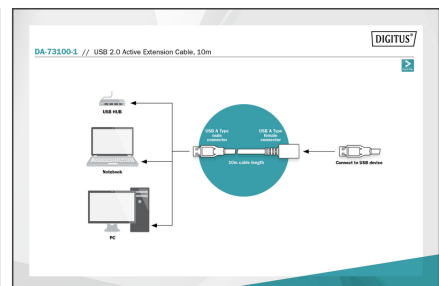 DIGITUS®
DA-73100-1 // USB 2.0 Active Extension Cable, 10m
USB HUB
USB A Type
male
connector
USB A Type
female
connector
10m cable length
Notebook
Connect to USB device
PC